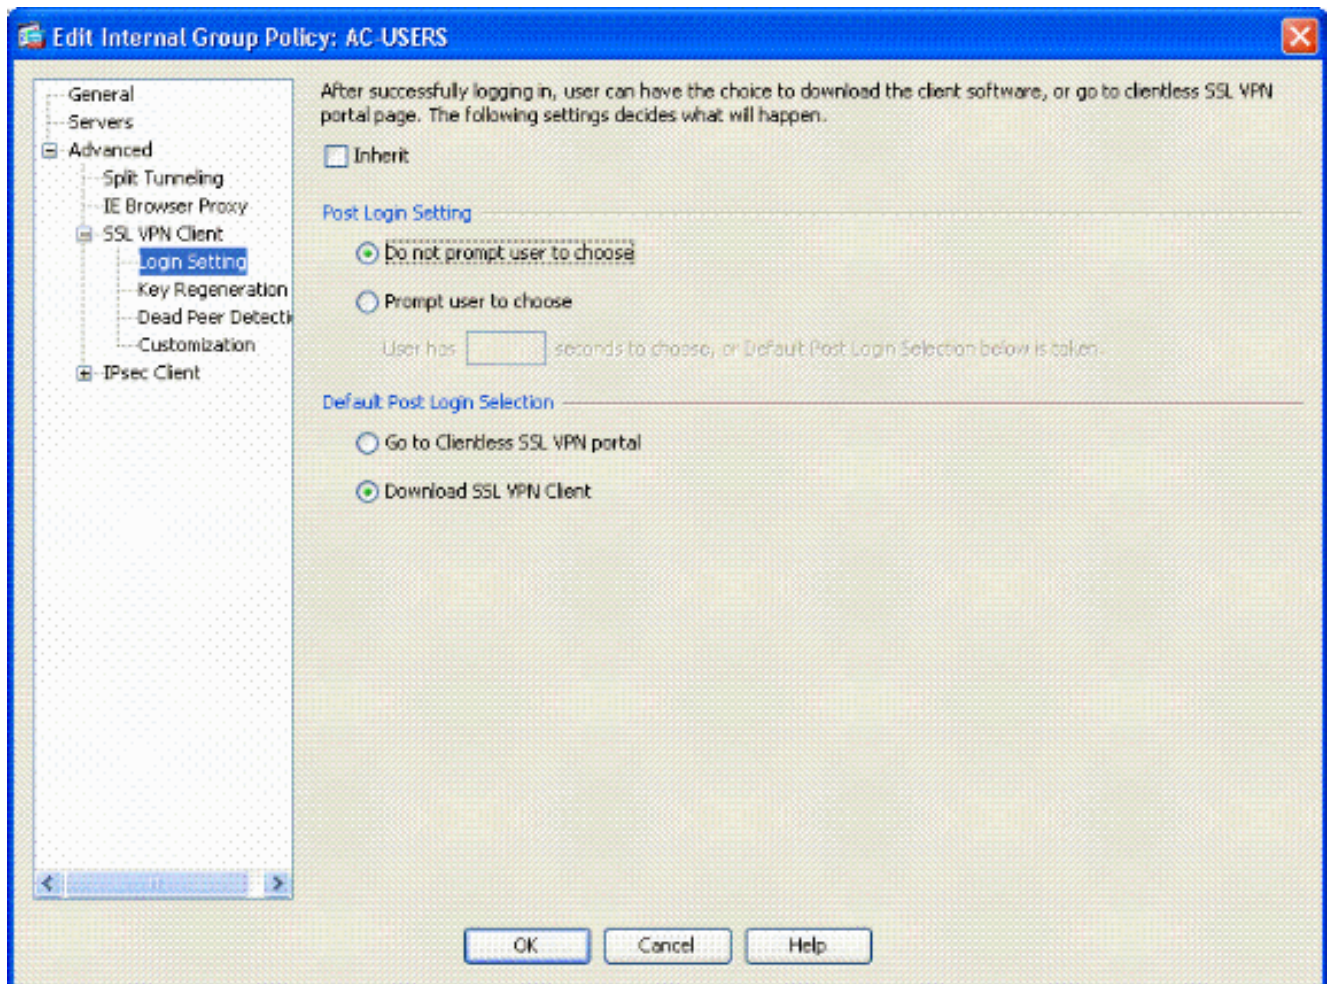 Edit Internal Group Policy: AC-USERS
General
Servers
Advanced
Split Tunneling
IE Browser Proxy
SSL VPN Client
Login Setting
Key Regeneration
Dead Peer Detecti
Customization
IPsec Client
After successfully logging in, user can have the choice to download the client software, or go to clientless SSL VPN
portal page. The following settings decides what will happen.
Inherit
Post Login Setting
Do not prompt user to choose
Prompt user to choose
User has seconds to choose, or Default Post Login Selection below is taken.
Default Post Login Selection
Go to Clientless SSL VPN portal
Download SSL VPN Client
OK
Cancel
Help